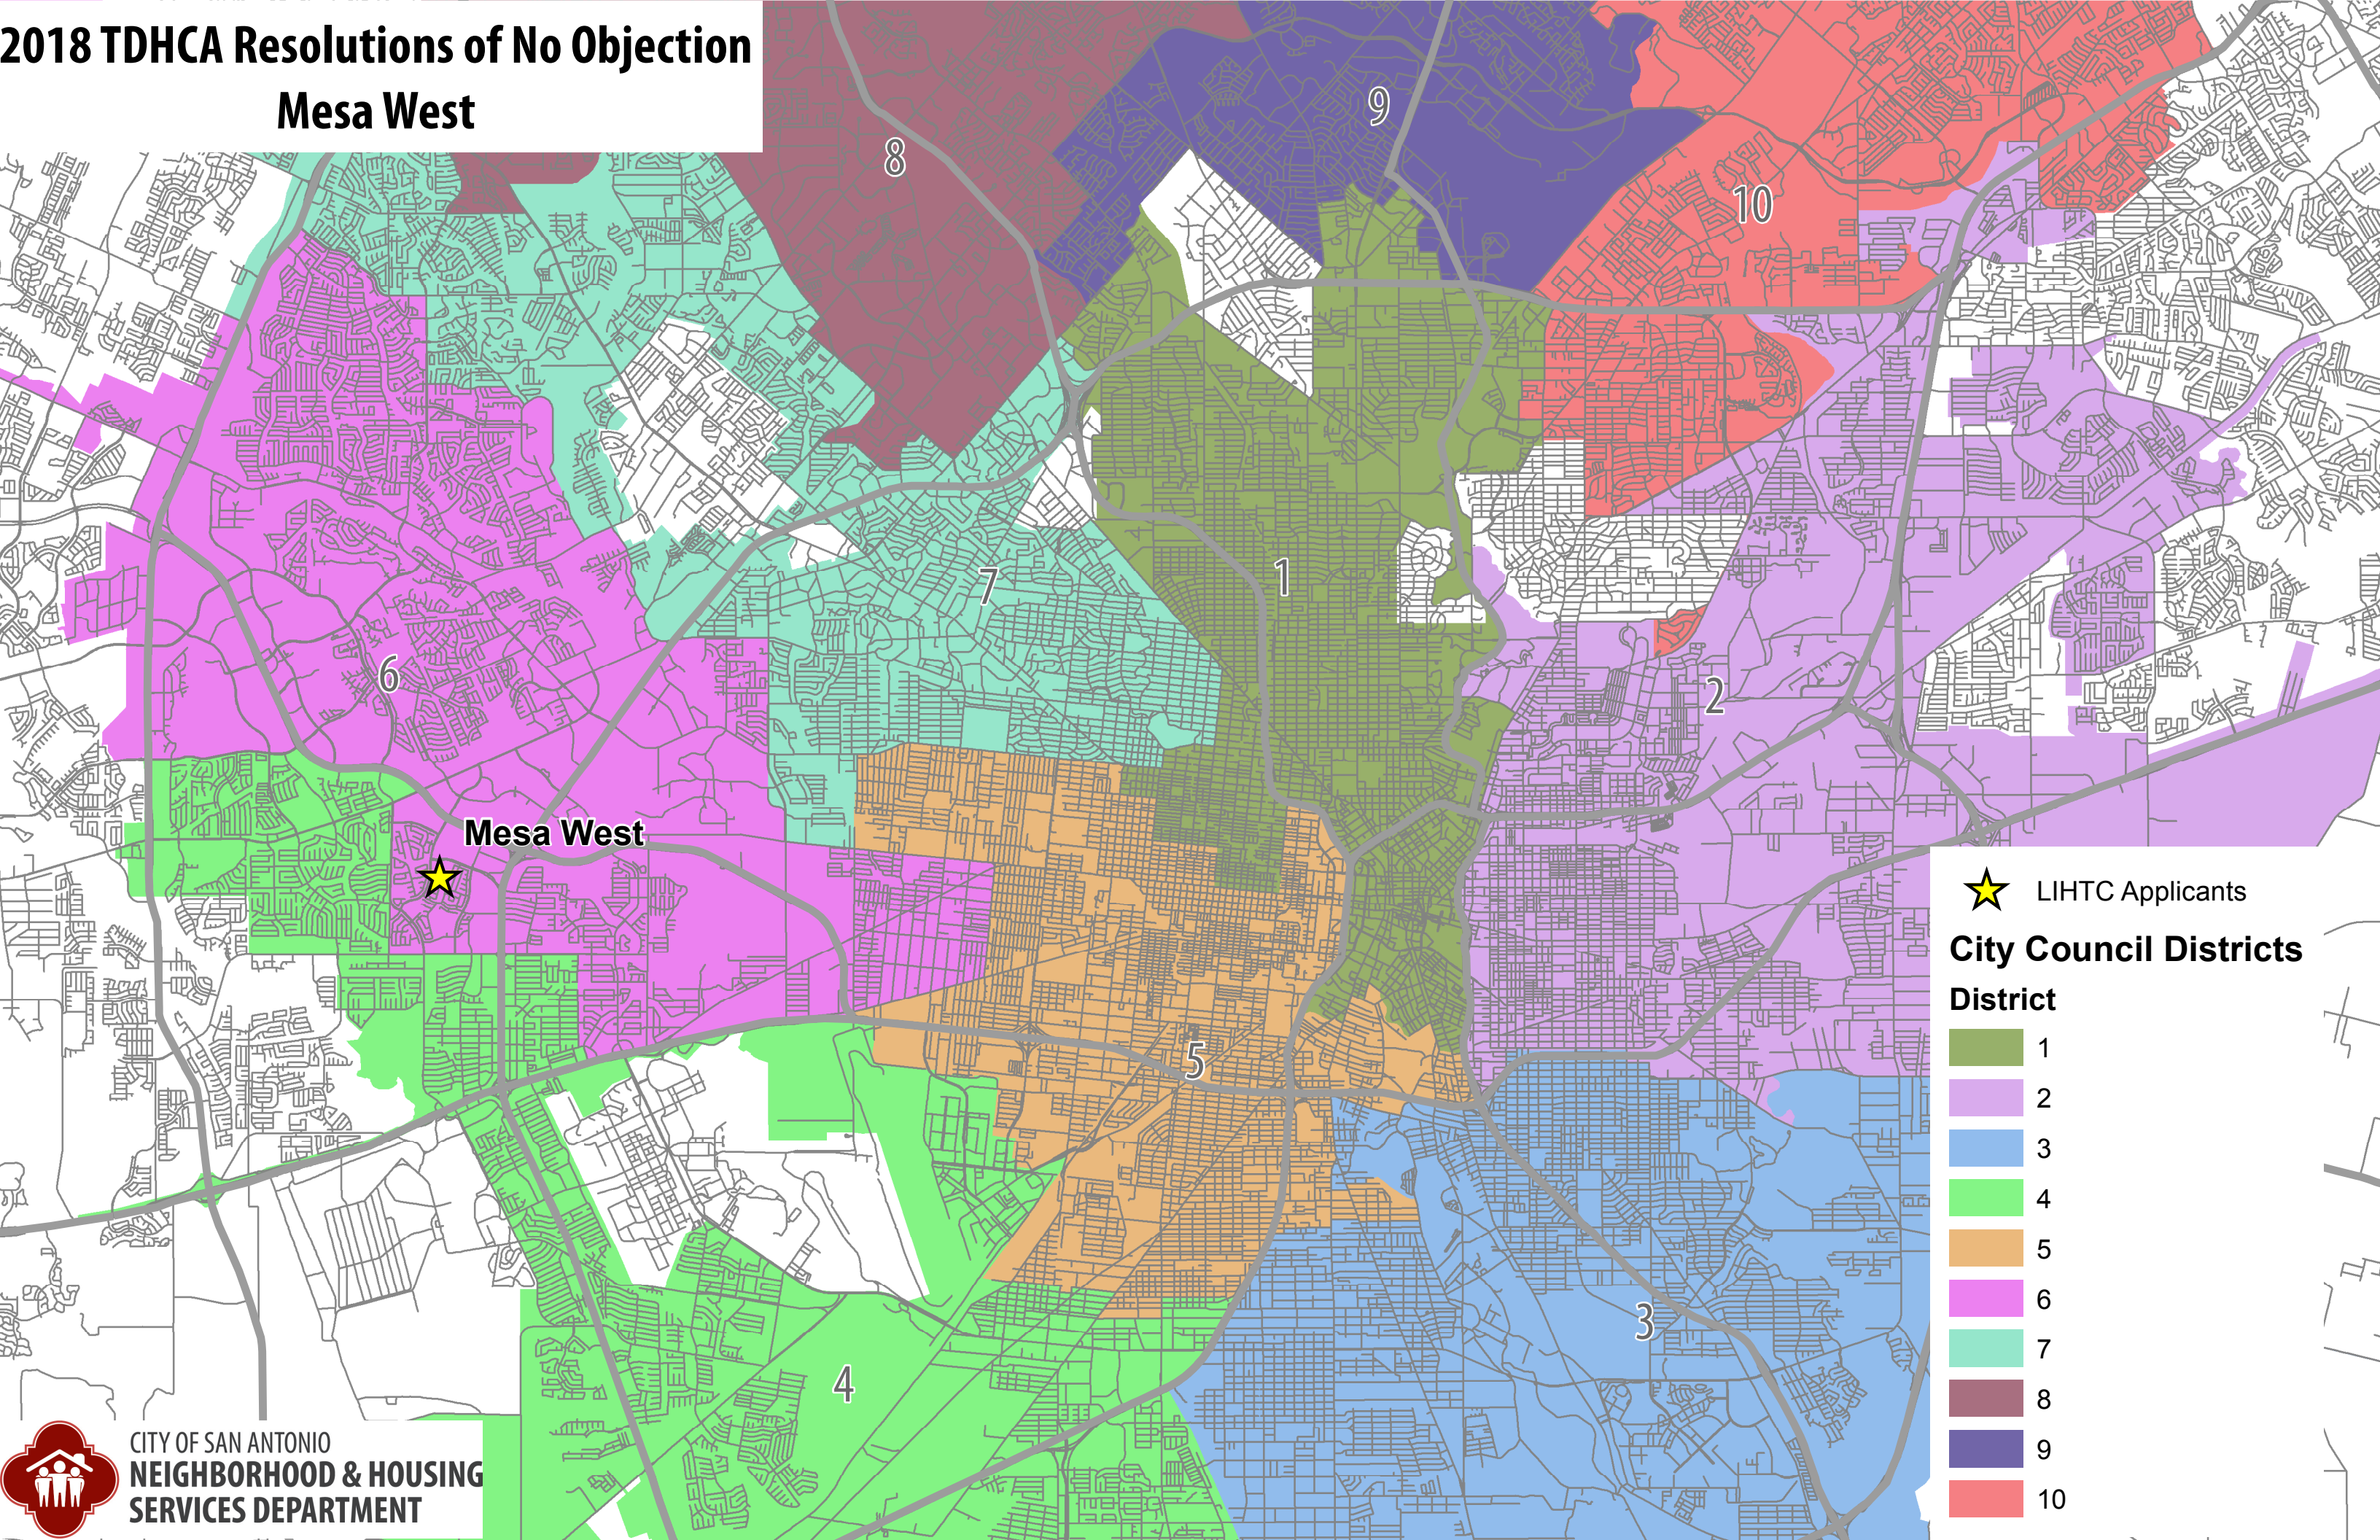 2018 TDHCA Resolutions of No Objection
Mesa West
9
8
10
7
1
6
2
Mesa West
5
3
4
LIHTC Applicants
City Council Districts
District
1
2
3
4
5
6
7
8
9
10
CITY OF SAN ANTONIO
NEIGHBORHOOD & HOUSING
SERVICES DEPARTMENT